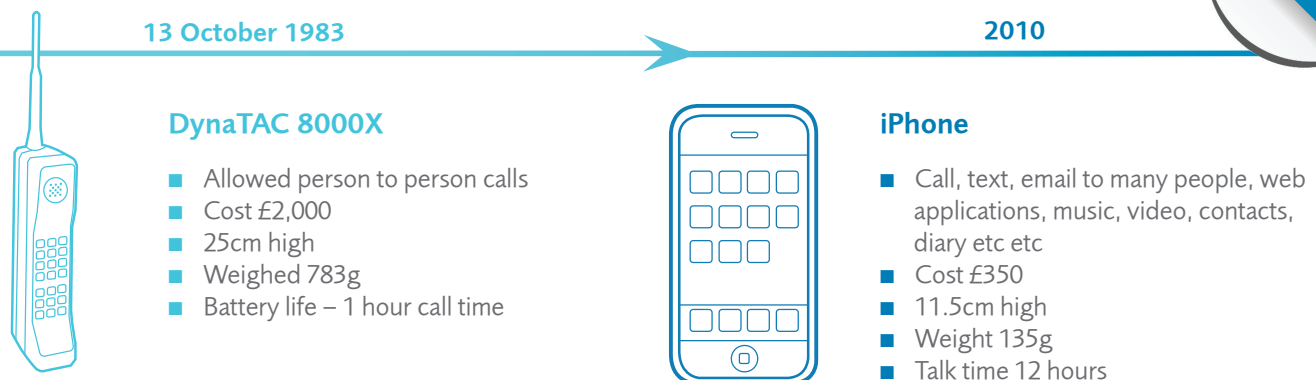 13 October 1983
2010
DynaTAC 8000X
■ Allowed person to person calls
■ Cost £2,000
■ 25cm high
■ Weighed 783g
■ Battery life – 1 hour call time
iPhone
■ Call, text, email to many people, web
applications, music, video, contacts,
diary etc etc
■ Cost £350
■ 11.5cm high
■ Weight 135g
■ Talk time 12 hours